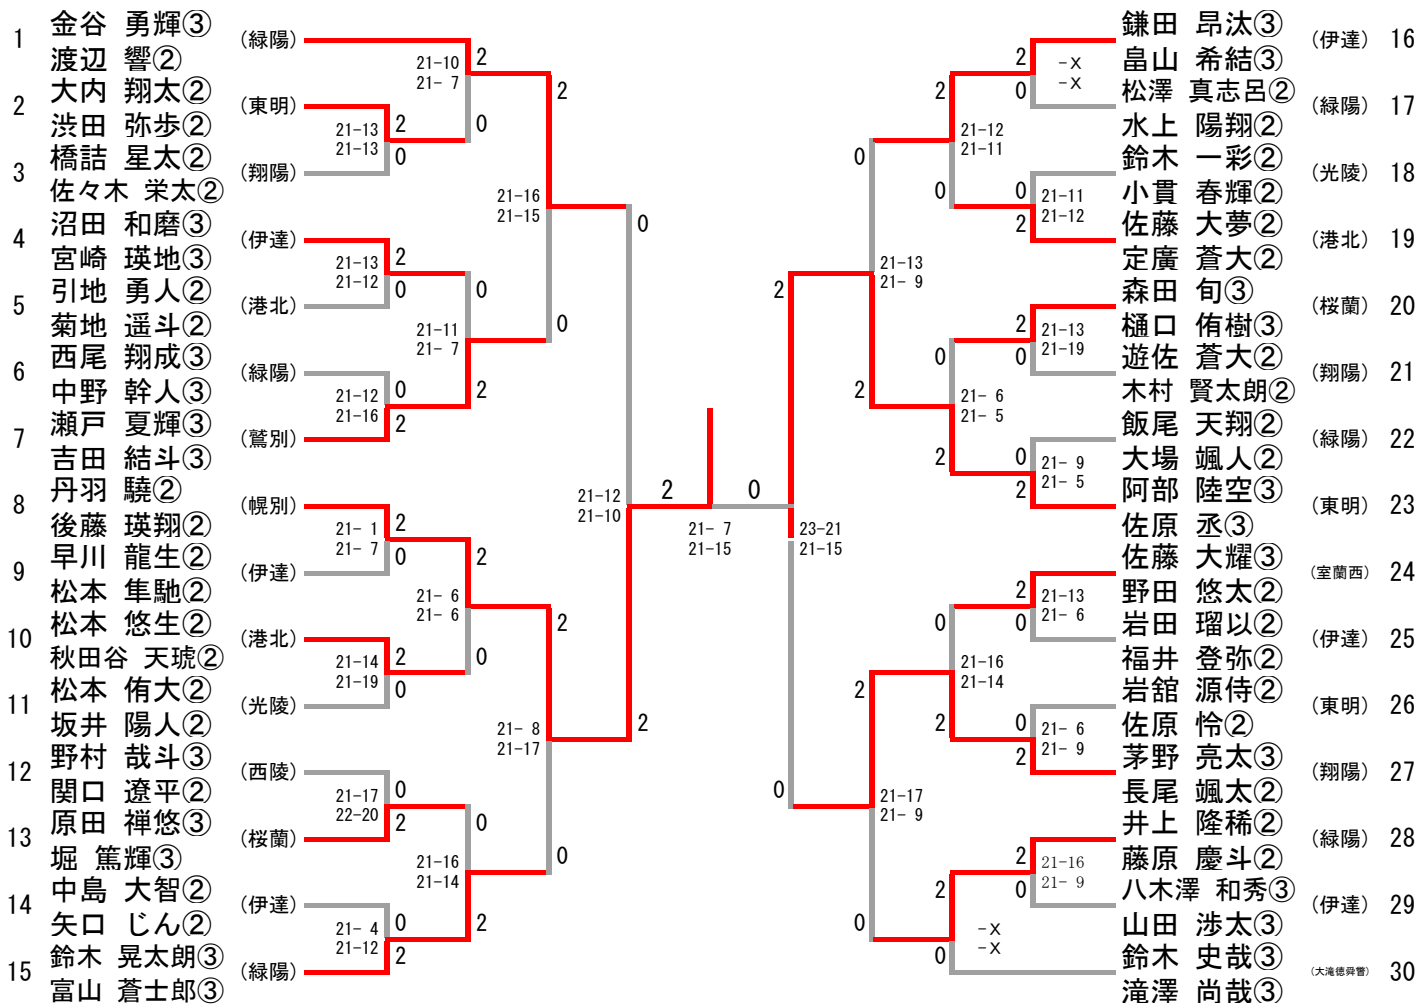 1 金谷 勇輝③ (緑陽)
渡辺 響②
2 大内 翔太② (東明)
渋田 弥歩②
3 橋詰 星太② (翔陽)
佐々木 栄太②
4 沼田 和磨③ (伊達)
宮崎 瑛地③
5 引地 勇人② (港北)
菊地 遥斗②
6 西尾 翔成③ (緑陽)
中野 幹人③
7 瀬戸 夏輝③ (鷲別)
吉田 結斗③
8 丹羽 驍② (幌別)
後藤 瑛翔②
9 早川 龍生② (伊達)
松本 隼馳②
10 松本 悠生② (港北)
秋田谷 天琥②
11 松本 侑大② (光陵)
坂井 陽人②
12 野村 哉斗③ (西陵)
関口 遼平②
13 原田 禅悠③ (桜蘭)
堀 篤輝③
14 中島 大智② (伊達)
矢口 じん②
15 鈴木 晃太朗③ (緑陽)
富山 蒼士郎③
21-10 2
21- 7
0
21-13 2
21-13
0
2
21-16
21-15
0
21-13 2
21-12 0
0
21-11
21- 7
2
21-12 0
21-16 2
0
21-12
21-10
2
21- 1 2
21- 7 0
2
21- 6
21- 6
0
21-14 2
21-19 0
2
21- 8
21-17
0
21-17 0
22-20 2
0
21-16
21-14
2
21- 4 0
21-12 2
2
21- 7
21-15
0
鎌田 昂汰③ (伊達) 16
畠山 希結③
松澤 真志呂② (緑陽) 17
水上 陽翔②
鈴木 一彩② (光陵) 18
小貫 春輝②
佐藤 大夢② (港北) 19
定廣 蒼大②
森田 旬③ (桜蘭) 20
樋口 侑樹③
遊佐 蒼大② (翔陽) 21
木村 賢太朗②
飯尾 天翔② (緑陽) 22
大場 颯人②
阿部 陸空③ (東明) 23
佐原 丞③
佐藤 大耀③ (室蘭西) 24
野田 悠太②
岩田 瑠以② (伊達) 25
福井 登弥②
岩舘 源侍② (東明) 26
佐原 怜②
茅野 亮太③ (翔陽) 27
長尾 颯太②
井上 隆稀② (緑陽) 28
藤原 慶斗②
八木澤 和秀③ (伊達) 29
山田 渉太③
鈴木 史哉③ (大滝徳舜瞥) 30
滝澤 尚哉③
2 -X
0 -X
2
21-12
21-11
0
0 21-11
2 21-12
0
21-13
21- 9
2
2 21-13
0 21-19
0
21- 6
21- 5
2
0 21- 9
2 21- 5
2
23-21
21-15
0
2 21-13
0 21- 6
0
21-16
21-14
2
0 21- 6
2 21- 9
2
21-17
21- 9
0
2 21-16
0 21- 9
2
-X
-X
0